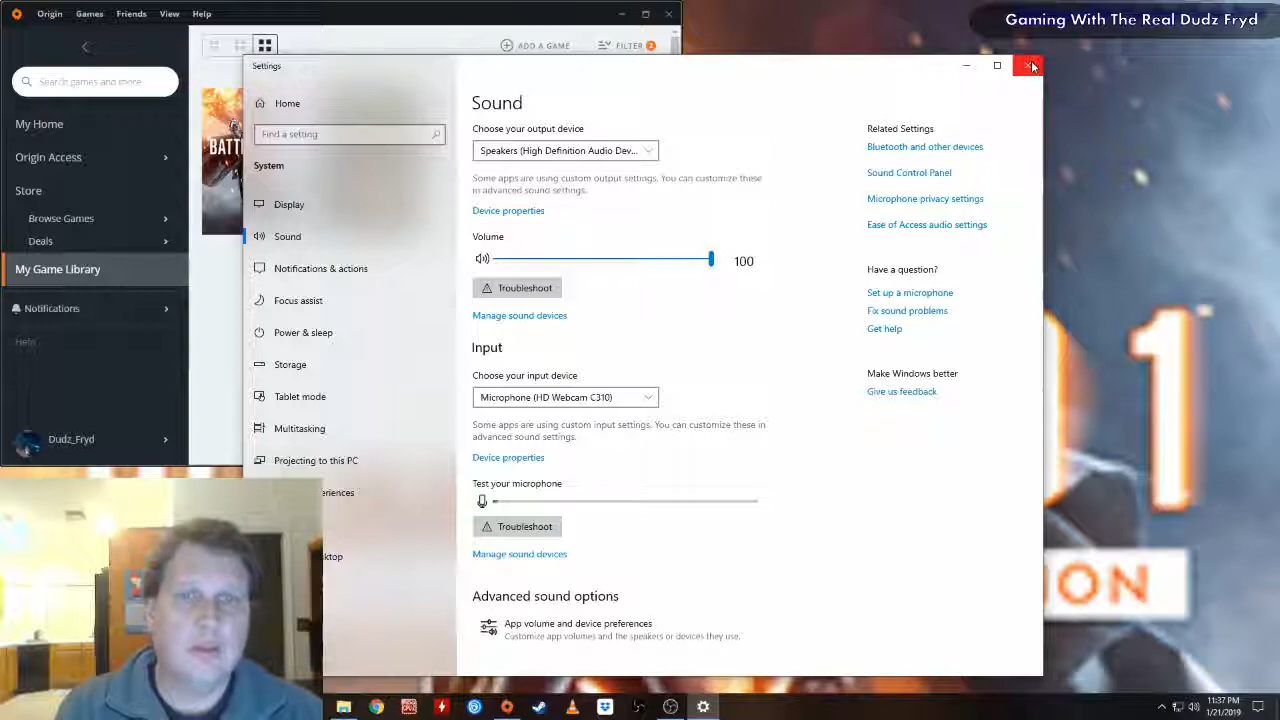 Origin Games Friends View Help
Gaming With The Real Dudz Fryd
Search games and more
My Home
Origin Access
Store
Browse Games
Deals
My Game Library
Notifications
Help
Dudz_Fryd
ADD A GAME
FILTER 2
BATT
Settings
Home
Find a setting
System
Display
Sound
Notifications & actions
Focus assist
Power & sleep
Storage
Tablet mode
Multitasking
Projecting to this PC
eriences
ktop
Sound
Choose your output device
Speakers (High Definition Audio Dev...
Some apps are using custom output settings. You can customize these
in advanced sound settings.
Device properties
Volume
100
Troubleshoot
Manage sound devices
Input
Choose your input device
Microphone (HD Webcam C310)
Some apps are using custom input settings. You can customize these in
advanced sound settings.
Device properties
Test your microphone
Troubleshoot
Manage sound devices
Advanced sound options
App volume and device preferences
Customize app volumes and the speakers or devices they use.
Related Settings
Bluetooth and other devices
Sound Control Panel
Microphone privacy settings
Ease of Access audio settings
Have a question?
Set up a microphone
Fix sound problems
Get help
Make Windows better
Give us feedback
1
ION
11:37 PM
1/21/2019